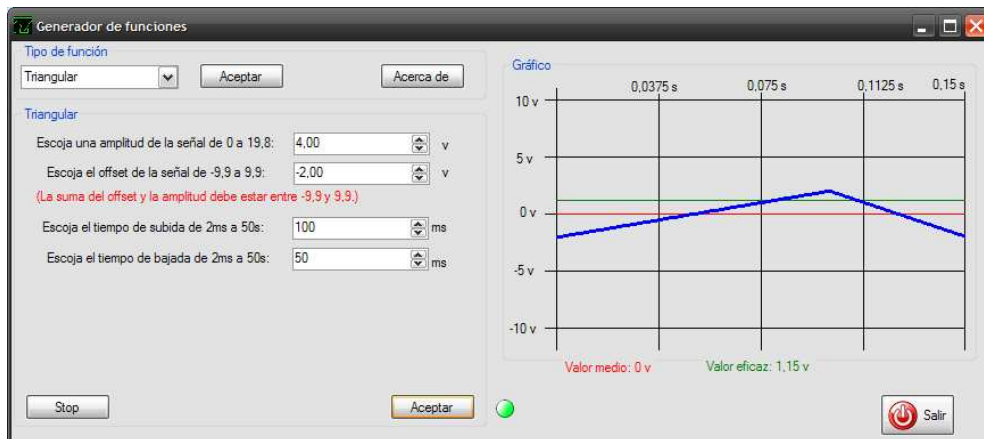 Generador de funciones
Tipo de función
Triangular
Aceptar
Acerca de
Triangular
Escoja una amplitud de la señal de 0 a 19,8:
4,00
v
Escoja el offset de la señal de -9,9 a 9,9:
-2,00
v
(La suma del offset y la amplitud debe estar entre -9,9 y 9,9.)
Escoja el tiempo de subida de 2ms a 50s:
100
ms
Escoja el tiempo de bajada de 2ms a 50s:
50
ms
Stop
Aceptar
Gráfico
0,0375 s
0,075 s
0,1125 s
0,15 s
10 v
5 v
0 v
-5 v
-10 v
Valor medio: 0 v
Valor eficaz: 1,15 v
Salir